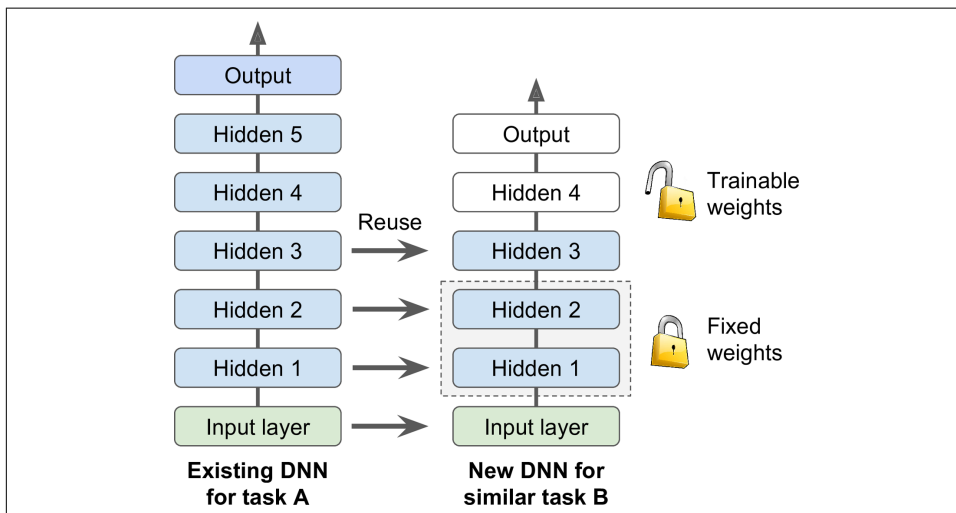 Output
Hidden 5
Hidden 4
Hidden 3
Hidden 2
Hidden 1
Input layer
Existing DNN
for task A
Reuse
Output
Hidden 4
Hidden 3
Hidden 2
Hidden 1
Input layer
New DNN for
similar task B
Trainable
weights
Fixed
weights